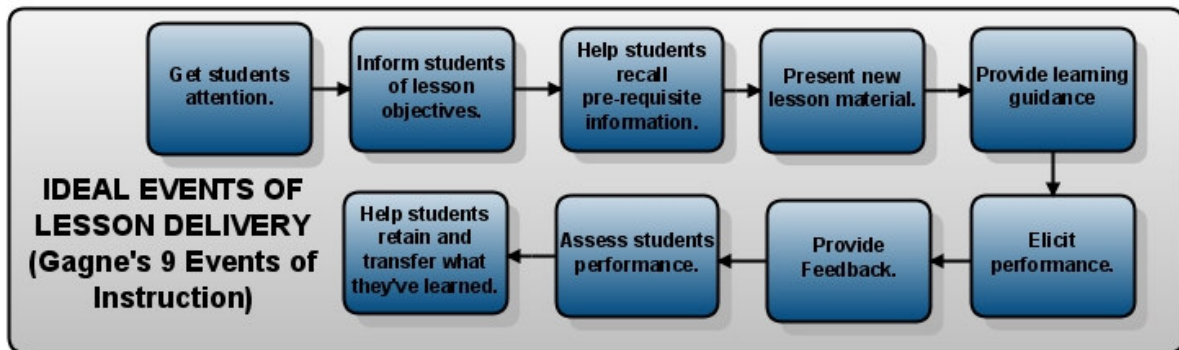 Get students
attention.
Inform students
of lesson
objectives.
Help students
recall
pre-requisite
information.
Present new
lesson material.
Provide learning
guidance
Elicit
performance.
Provide
Feedback.
Assess students
performance.
Help students
retain and
transfer what
they've learned.
IDEAL EVENTS OF
LESSON DELIVERY
(Gagne's 9 Events of
Instruction)